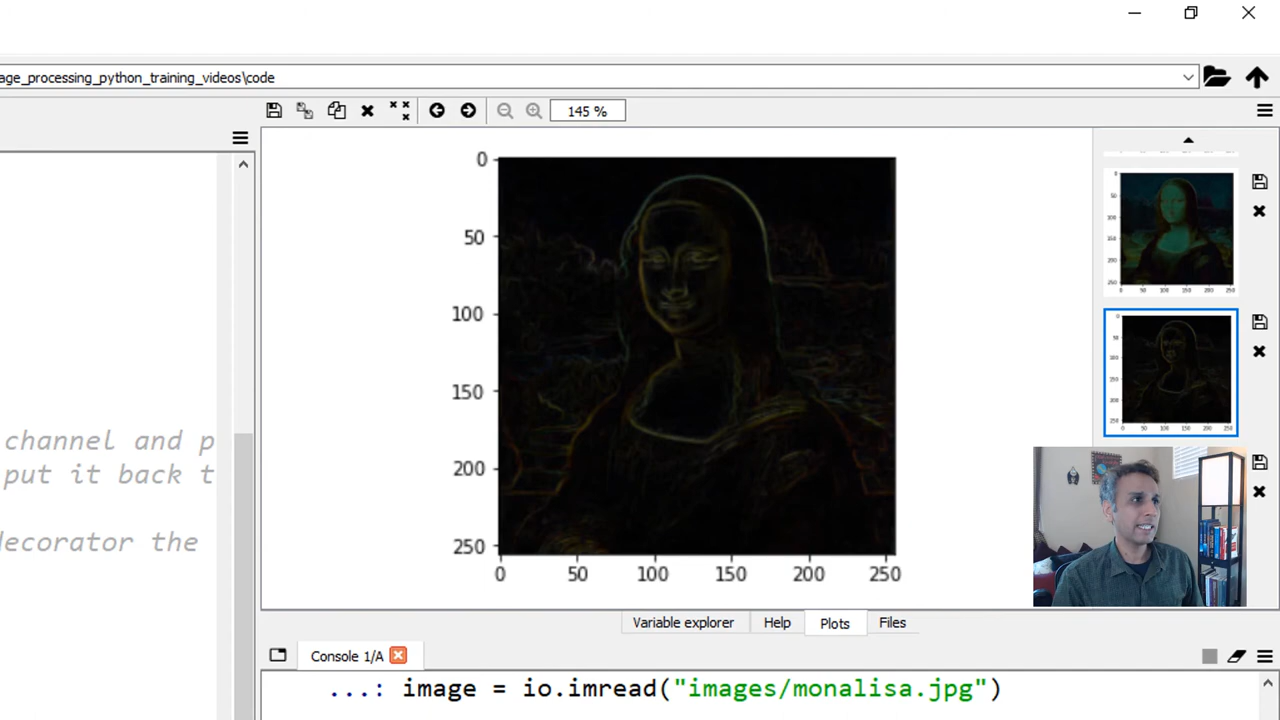 age_processing_python_training_videos\code
145 %
0
50
100
150
200
250
0 50 100 150 200 250
channel and p
put it back t
decorator the
Variable explorer Help Plots Files
Console 1/A
...: image = io.imread("images/monalisa.jpg")